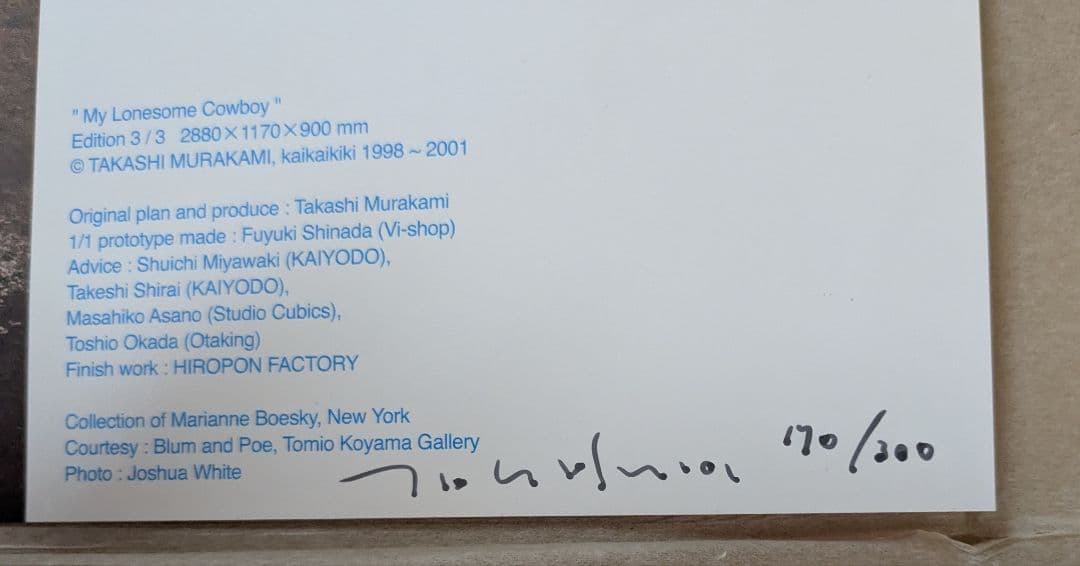 " My Lonesome Cowboy "
Edition 3 / 3 2880×1170×900 mm
© TAKASHI MURAKAMI, kaikaikiki 1998 ~ 2001
Original plan and produce : Takashi Murakami
1/1 prototype made : Fuyuki Shinada (Vi-shop)
Advice : Shuichi Miyawaki (KAIYODO),
Takeshi Shirai (KAIYODO),
Masahiko Asano (Studio Cubics),
Toshio Okada (Otaking)
Finish work : HIROPON FACTORY
Collection of Marianne Boesky, New York
Courtesy : Blum and Poe, Tomio Koyama Gallery
Photo : Joshua White
190/300